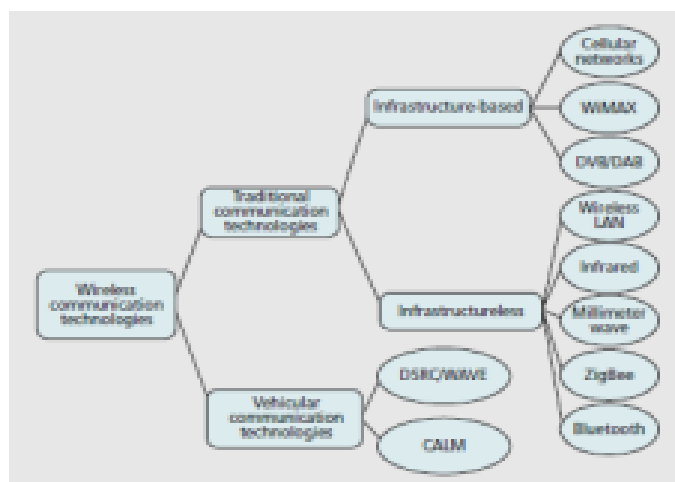 Cellular
networks
Infrastructure-based
WiMAX
DVB/DAB
Traditional
communication
technologies
Wireless
LAN
Infrared
Wireless
communication
technologies
Infrastructureless
Millimeter
wave
DSRC/WAVE
ZigBee
Vehicular
communication
technologies
Bluetooth
CALM